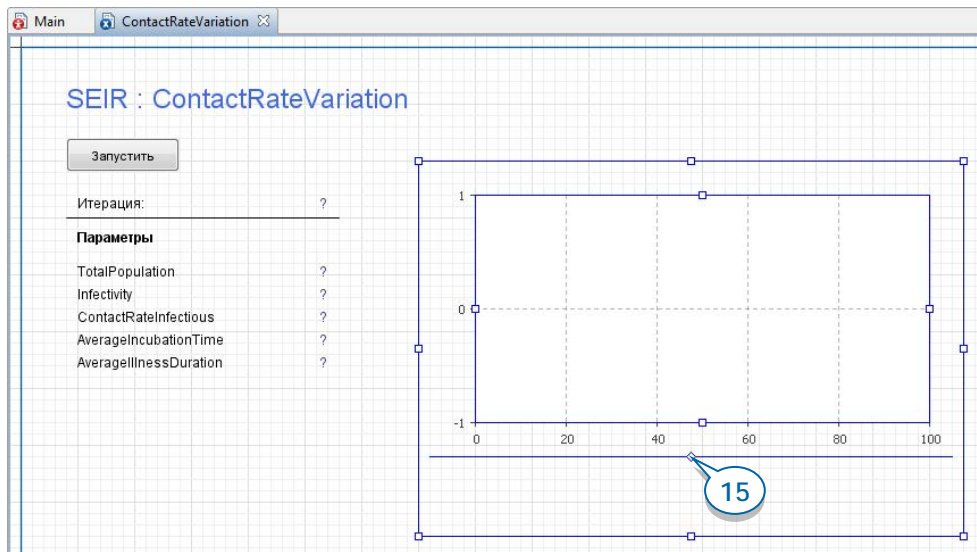 Main ContactRateVariation
SEIR : ContactRateVariation
Запустить
Итерация: ?
Параметры
TotalPopulation ?
Infectivity ?
ContactRateInfectious ?
AverageIncubationTime ?
AverageIllnessDuration ?
1
0
-1
0 20 40 60 80 100
15